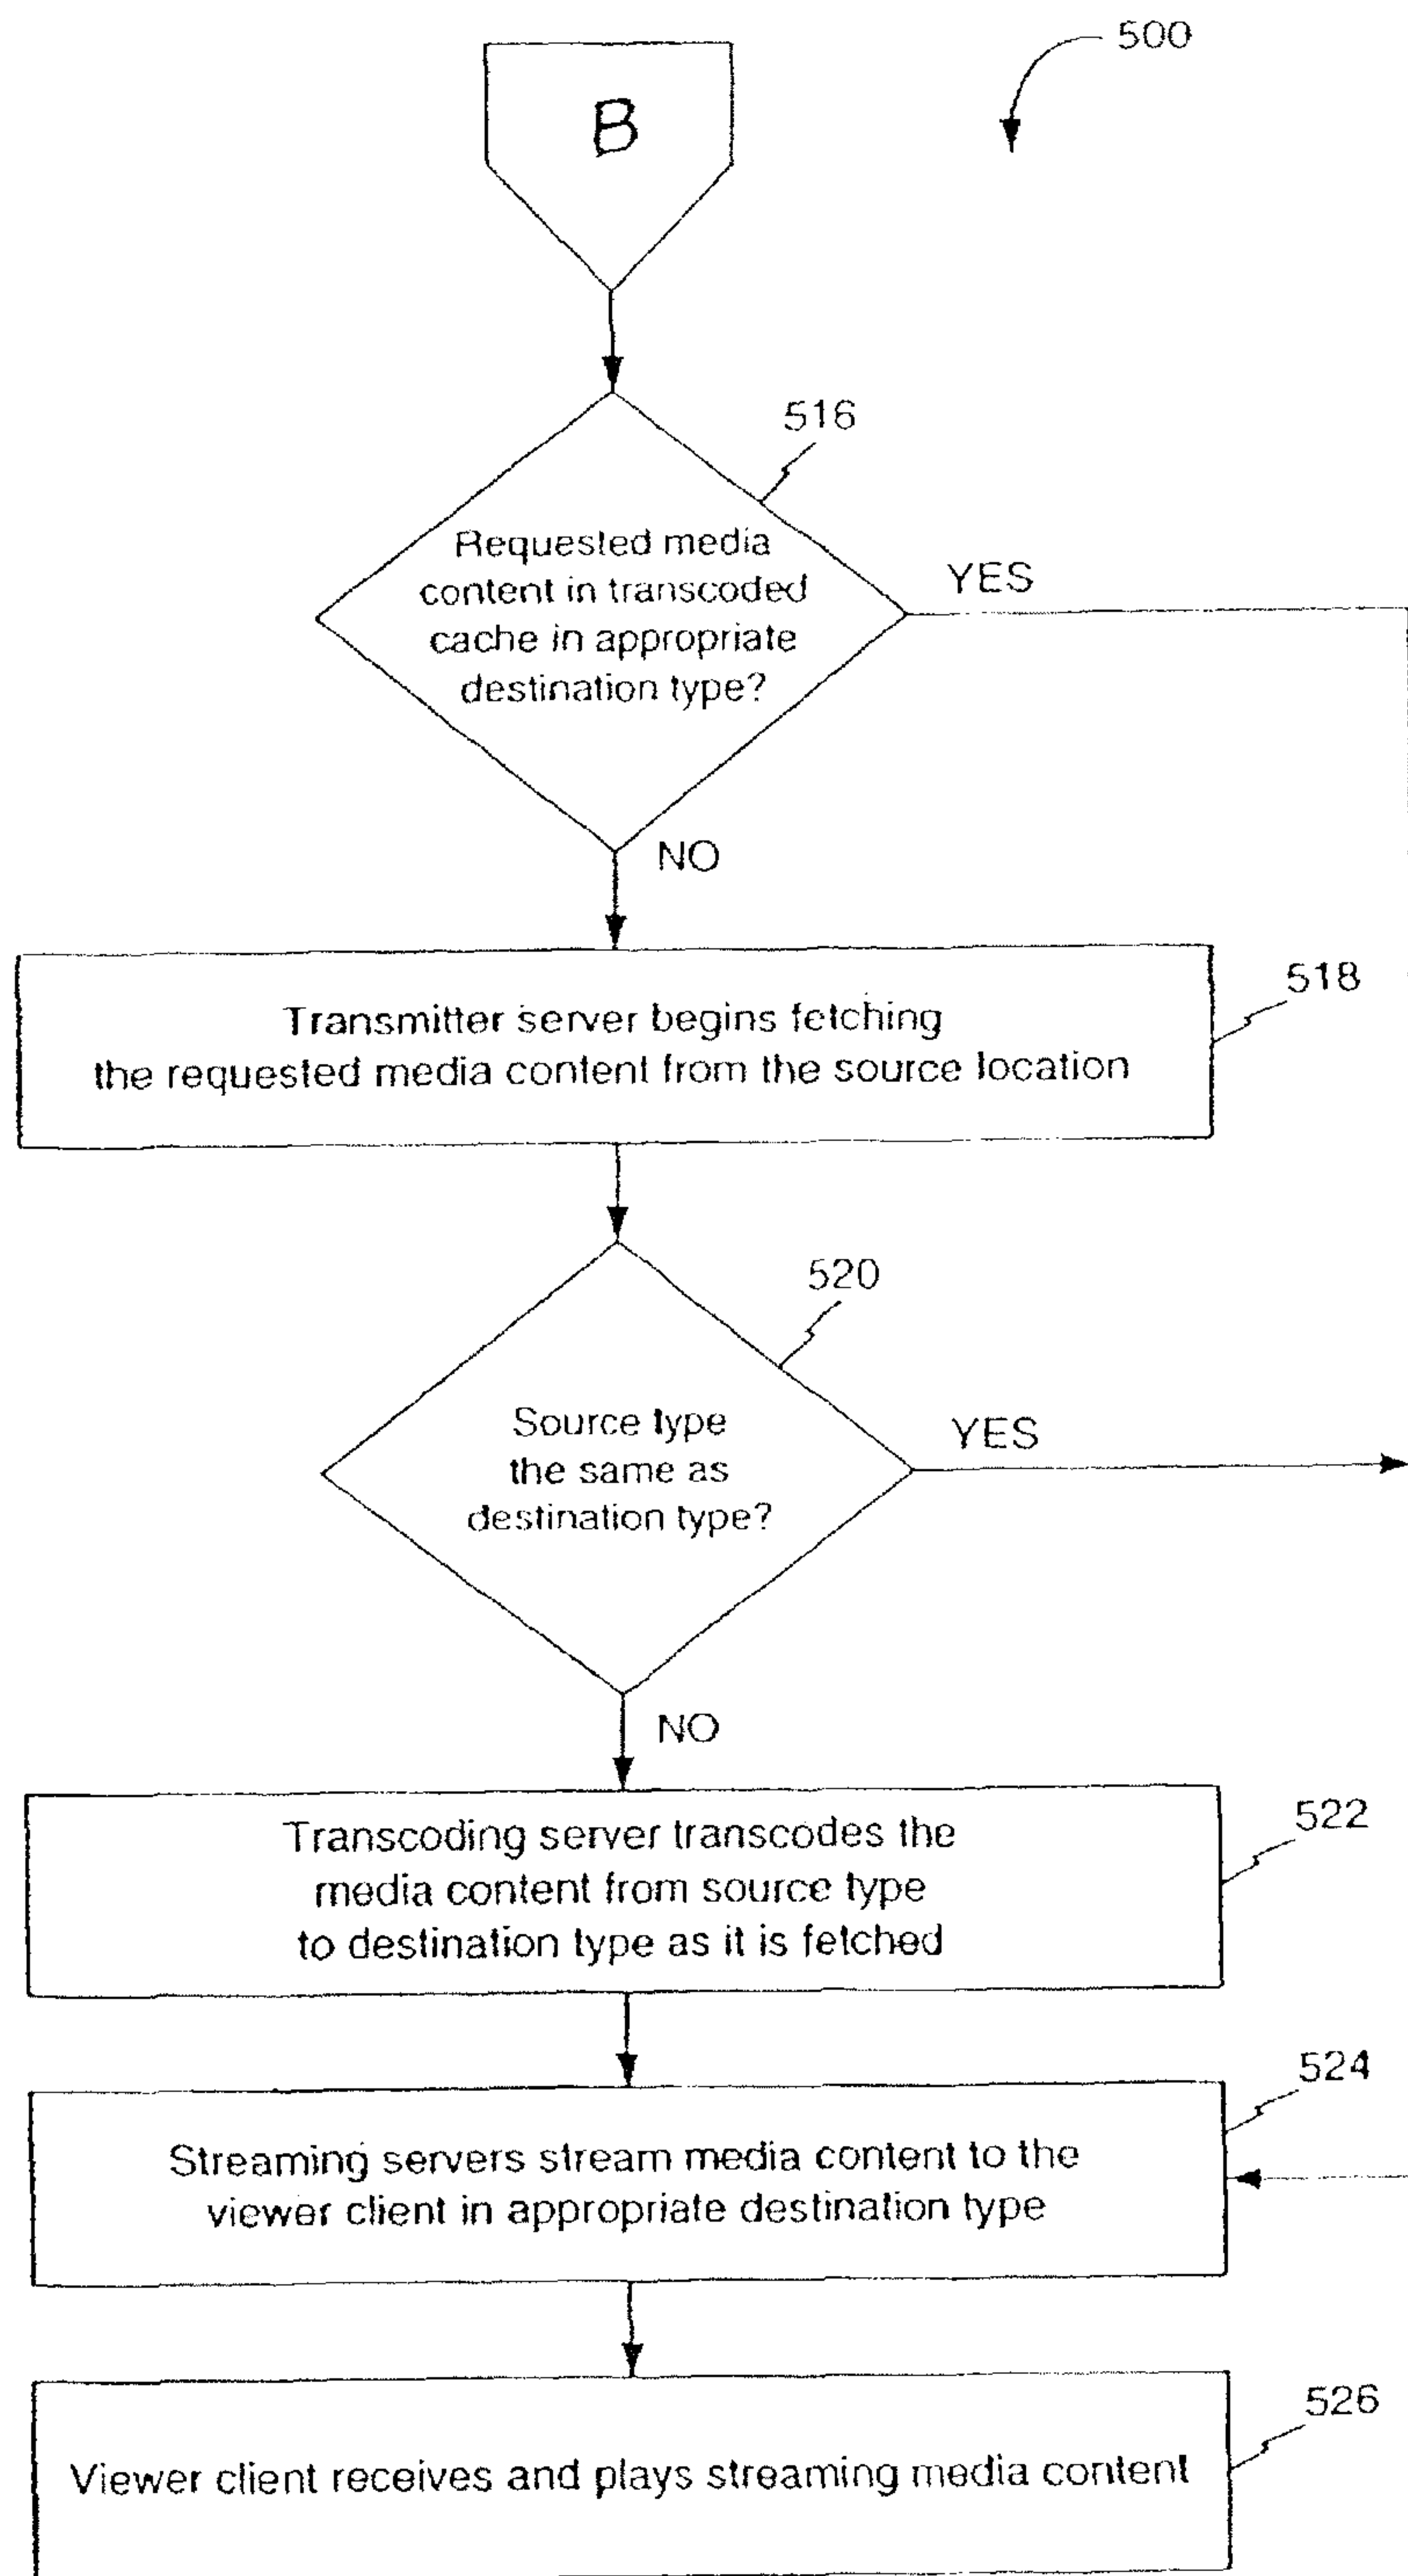 500
B
516
Requested media
content in transcoded
cache in appropriate
destination type?
YES
NO
518
Transmitter server begins fetching
the requested media content from the source location
520
Source type
the same as
destination type?
YES
NO
522
Transcoding server transcodes the
media content from source type
to destination type as it is fetched
524
Streaming servers stream media content to the
viewer client in appropriate destination type
526
Viewer client receives and plays streaming media content